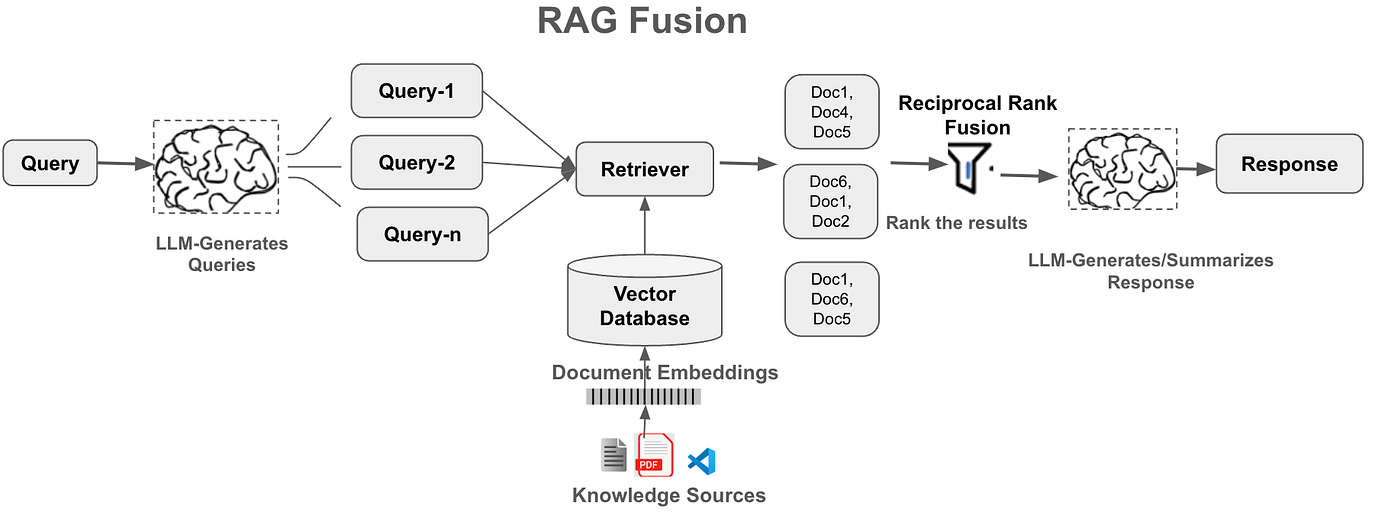 RAG Fusion
Query
LLM-Generates
Queries
Query-1
Query-2
Query-n
Retriever
Vector
Database
Document Embeddings
PDF
Knowledge Sources
Doc1,
Doc4,
Doc5
Doc6,
Doc1,
Doc2
Doc1,
Doc6,
Doc5
Reciprocal Rank
Fusion
Rank the results
LLM-Generates/Summarizes
Response
Response